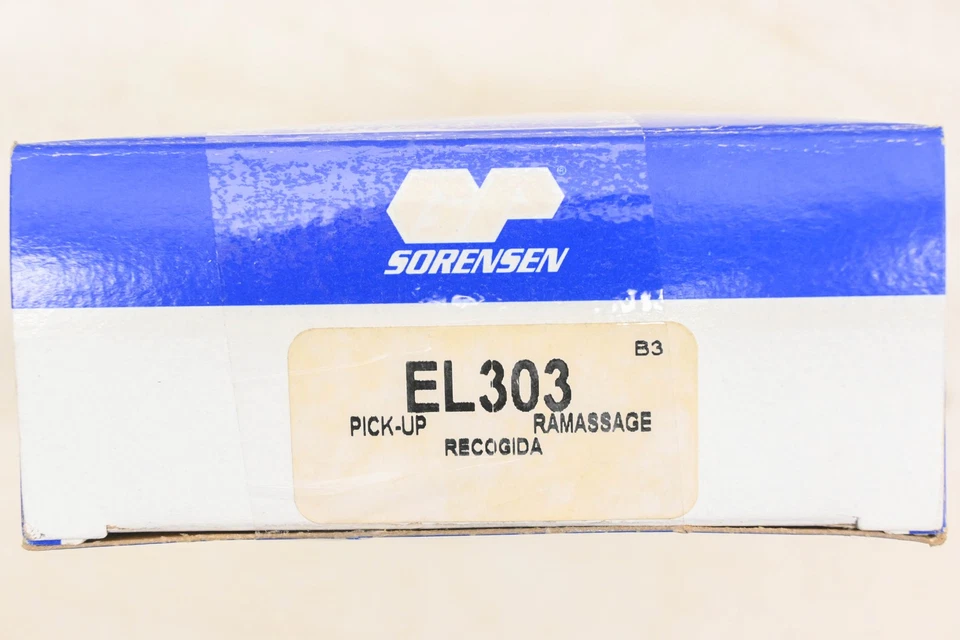 SORENSEN
B3
EL303
PICK-UP RAMASSAGE
RECOGIDA